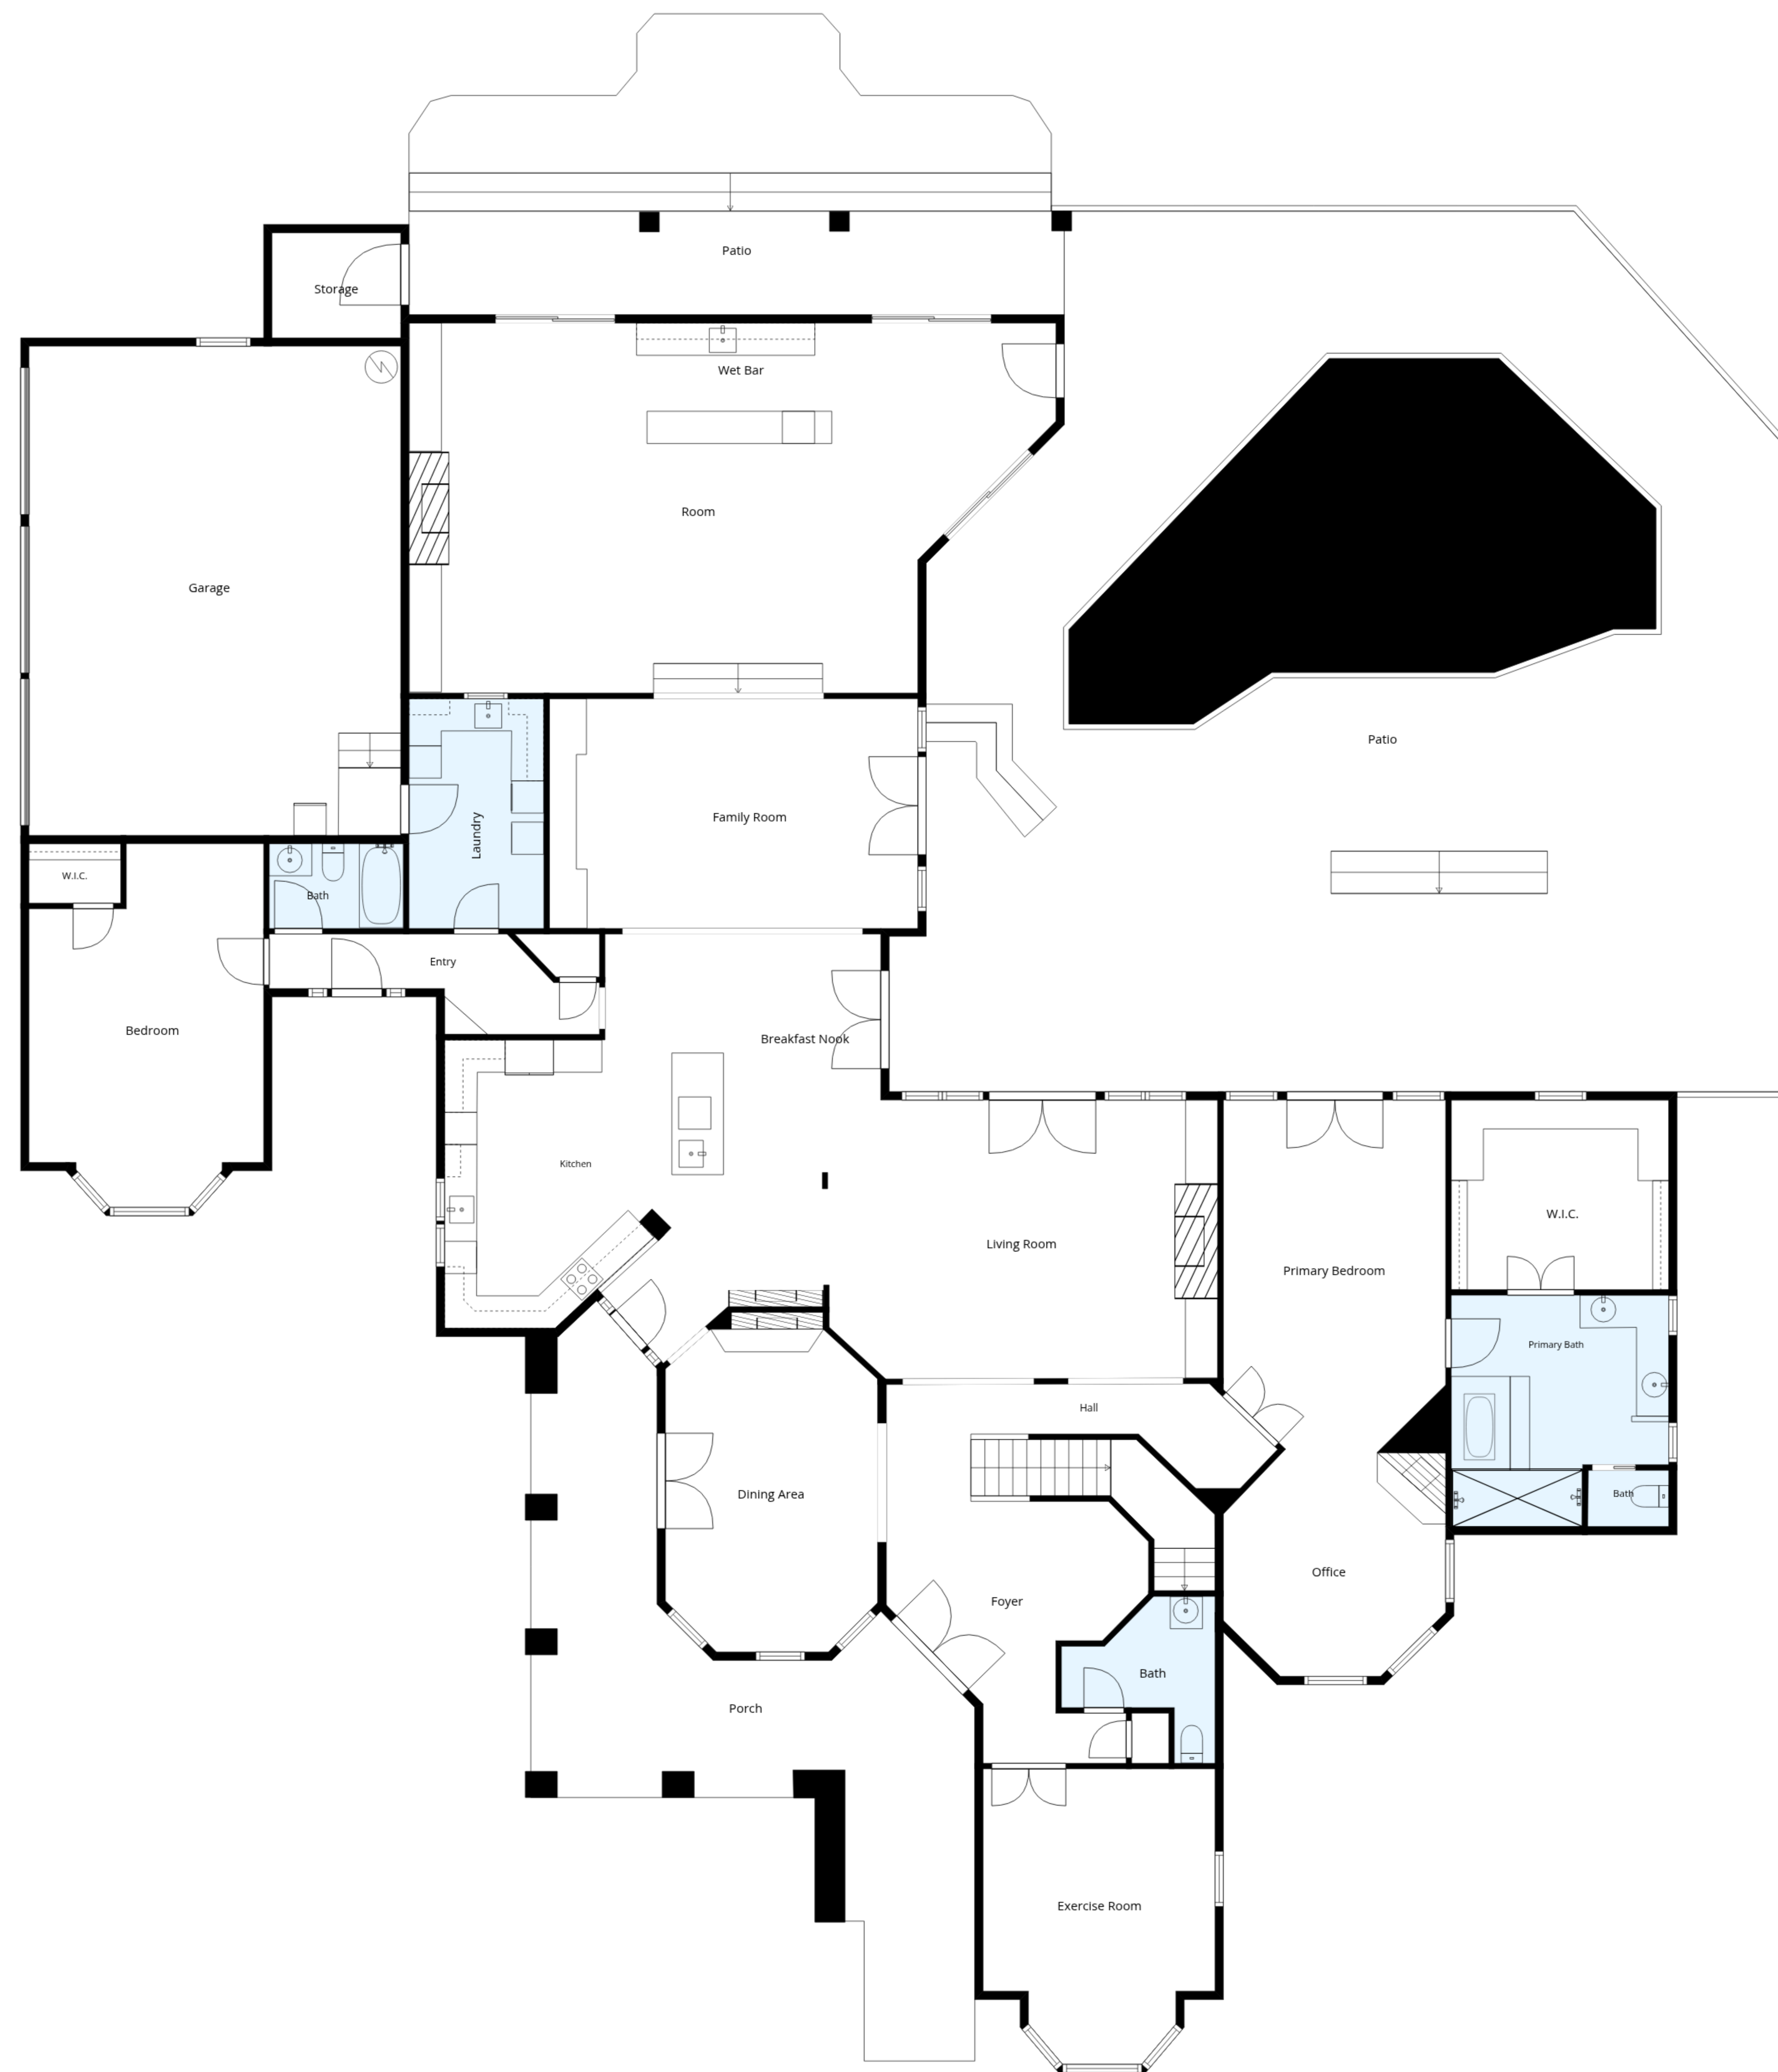 Patio
Storage
Wet Bar
Room
Garage
Patio
Family Room
Laundry
W.I.C.
Bath
Entry
Bedroom
Breakfast Nook
Kitchen
W.I.C.
Living Room
Primary Bedroom
Primary Bath
Hall
Dining Area
Bath
Office
Foyer
Bath
Porch
Exercise Room